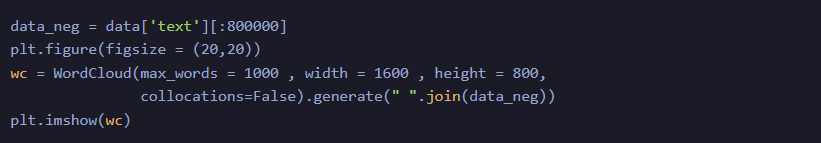 data_neg = data['text'][:800000]
plt.figure(figsize = (20,20))
wc = WordCloud(max_words = 1000 , width = 1600 , height = 800,
               collocations=False).generate(" ".join(data_neg))
plt.imshow(wc)